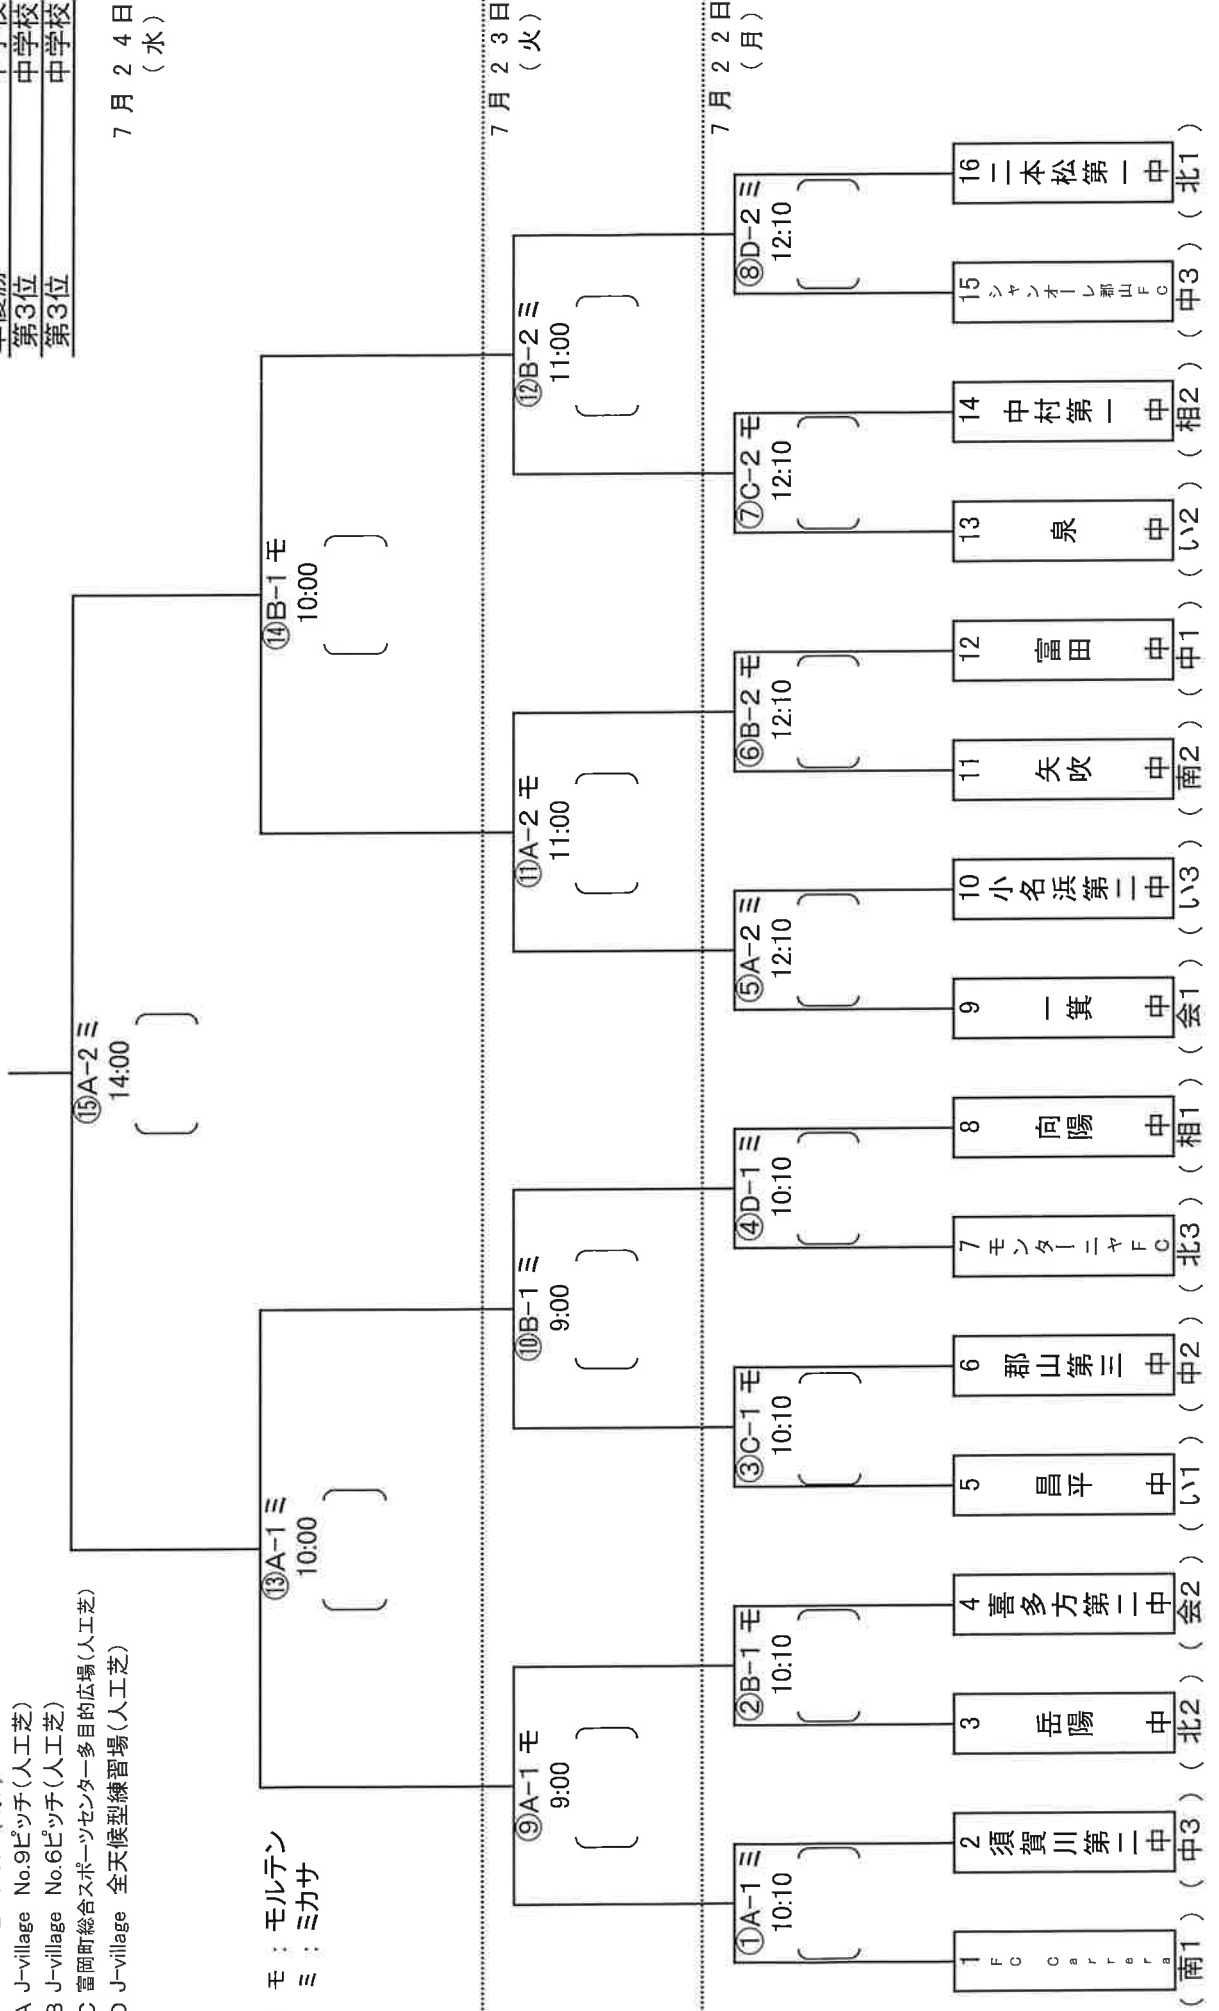 中学校
第3位 中学校
第3位 中学校
A J-village No.9ピッチ(人工芝)
B J-village No.6ピッチ(人工芝)
C 富岡町総合スポーツセンター多目的広場(人工芝)
D J-village 全天候型練習場(人工芝)
7月24日
(水)
⑮A-2 ミ
14:00
モ : モルテン
ミ : ミカサ
⑬A-1 ミ
10:00
⑭B-1 モ
10:00
7月23日
(火)
⑨A-1 モ
9:00
⑩B-1 ミ
9:00
⑪A-2 モ
11:00
⑫B-2 ミ
11:00
7月22日
(月)
①A-1 ミ
10:10
②B-1 モ
10:10
③C-1 モ
10:10
④D-1 ミ
10:10
⑤A-2 ミ
12:10
⑥B-2 モ
12:10
⑦C-2 モ
12:10
⑧D-2 ミ
12:10
1
FC Carrera
(南1)
2
須賀川第二中
(中3)
3
岳陽 中
(北2)
4
喜多方第二中
(会2)
5
昌平 中
(い1)
6
郡山第三 中
(中2)
7
モンターニャFC
(北3)
8
向陽 中
(相1)
9
一箕 中
(会1)
10
小名浜第二中
(い3)
11
矢吹 中
(南2)
12
富田 中
(中1)
13
泉 中
(い2)
14
中村第一 中
(相2)
15
シャンオーレ郡山FC
(中3)
16
二本松第一 中
(北1)